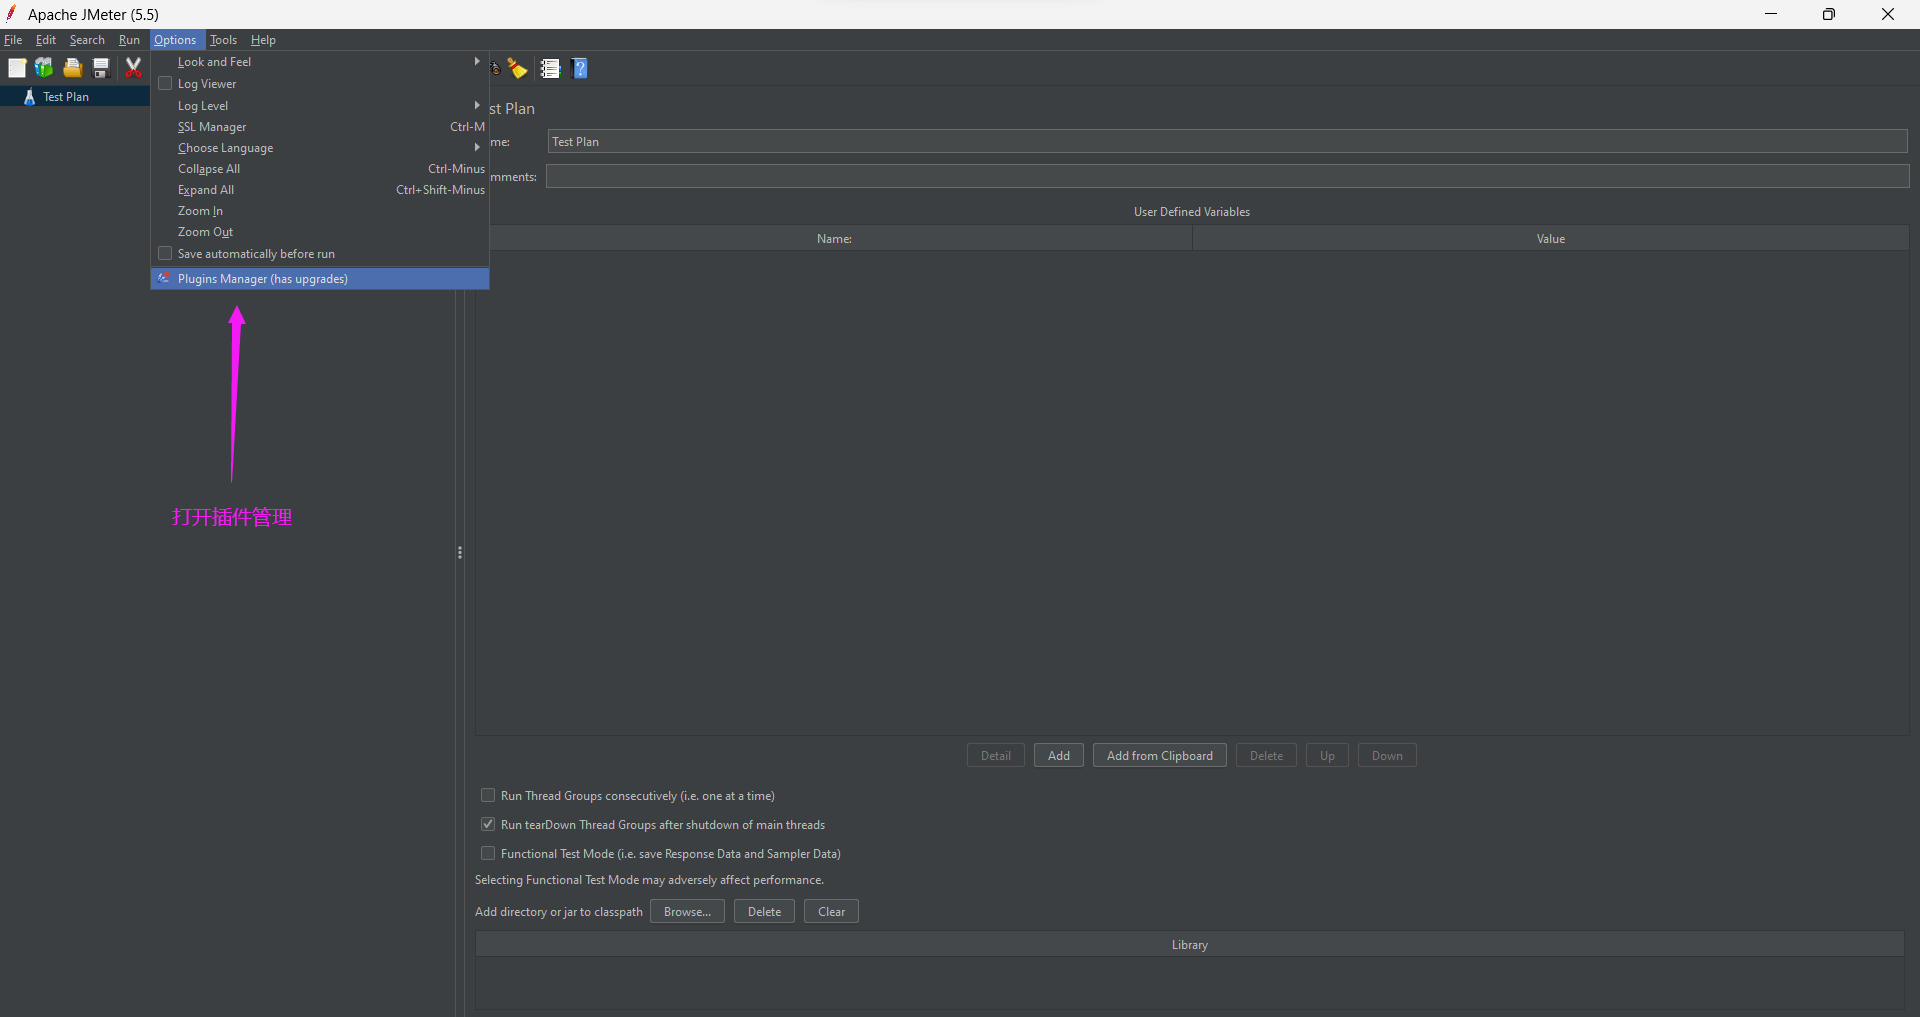 Apache JMeter (5.5)
File Edit Search Run Options Tools Help
Look and Feel
Log Viewer
Log Level
SSL Manager Ctrl-M
Choose Language
Collapse All Ctrl-Minus
Expand All Ctrl+Shift-Minus
Zoom In
Zoom Out
Save automatically before run
Plugins Manager (has upgrades)
Test Plan
打开插件管理
st Plan
me: Test Plan
mments:
User Defined Variables
Name: Value
Detail Add Add from Clipboard Delete Up Down
Run Thread Groups consecutively (i.e. one at a time)
Run tearDown Thread Groups after shutdown of main threads
Functional Test Mode (i.e. save Response Data and Sampler Data)
Selecting Functional Test Mode may adversely affect performance.
Add directory or jar to classpath Browse... Delete Clear
Library